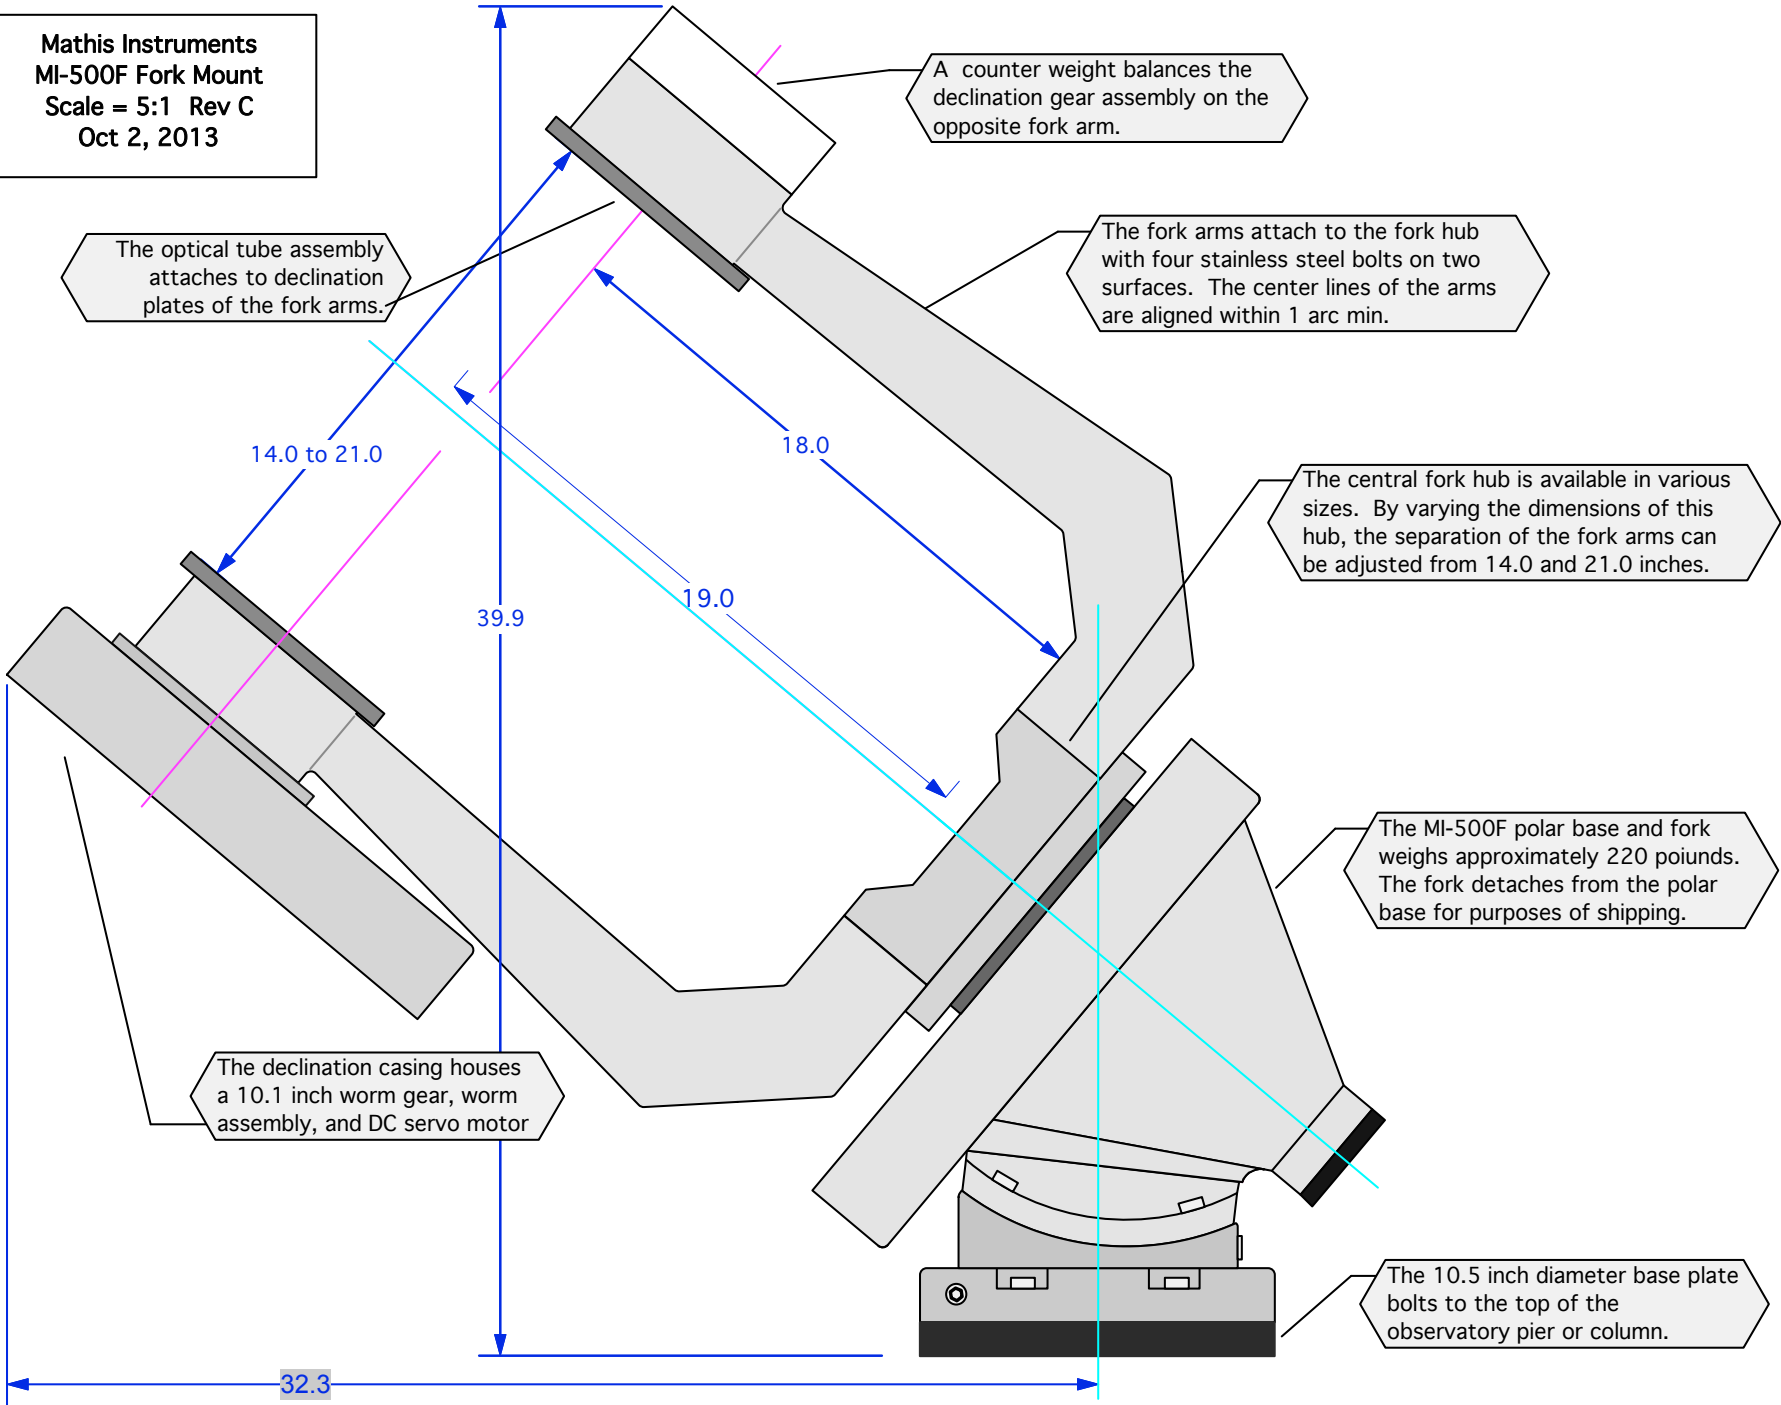 Mathis Instruments
MI-500F Fork Mount
Scale = 5:1 Rev C
Oct 2, 2013
A counter weight balances the
declination gear assembly on the
opposite fork arm.
The optical tube assembly
attaches to declination
plates of the fork arms.
The fork arms attach to the fork hub
with four stainless steel bolts on two
surfaces. The center lines of the arms
are aligned within 1 arc min.
14.0 to 21.0
18.0
The central fork hub is available in various
sizes. By varying the dimensions of this
hub, the separation of the fork arms can
be adjusted from 14.0 and 21.0 inches.
19.0
39.9
The MI-500F polar base and fork
weighs approximately 220 poiunds.
The fork detaches from the polar
base for purposes of shipping.
The declination casing houses
a 10.1 inch worm gear, worm
assembly, and DC servo motor
The 10.5 inch diameter base plate
bolts to the top of the
observatory pier or column.
32.3